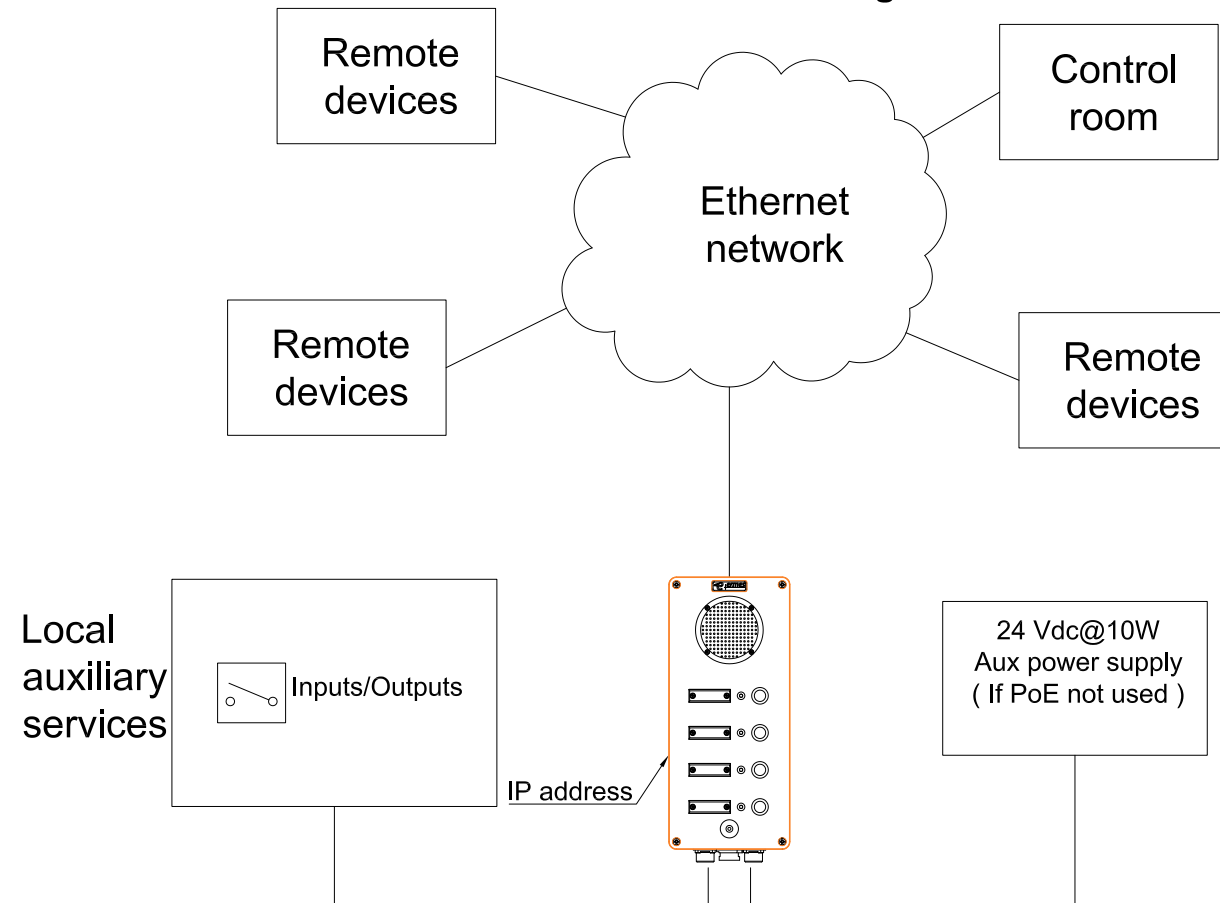 Remote
devices
Control
room
Ethernet
network
Remote
devices
Remote
devices
Local
auxiliary
services
Inputs/Outputs
IP address
24 Vdc@10W
Aux power supply
( If PoE not used )